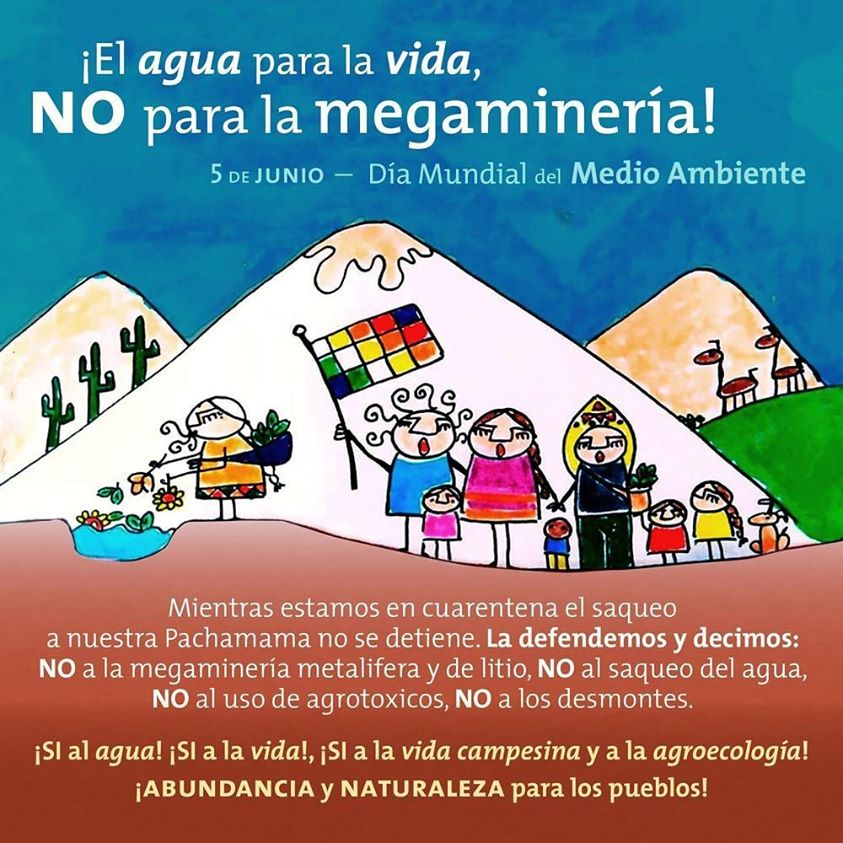 ¡El agua para la vida,
NO para la megaminería!
5 DE JUNIO — Día Mundial del Medio Ambiente
Mientras estamos en cuarentena el saqueo
a nuestra Pachamama no se detiene. La defendemos y decimos:
NO a la megaminería metalifera y de litio, NO al saqueo del agua,
NO al uso de agrotoxicos, NO a los desmontes.
¡SI al agua! ¡SI a la vida!, ¡SI a la vida campesina y a la agroecología!
¡ABUNDANCIA y NATURALEZA para los pueblos!